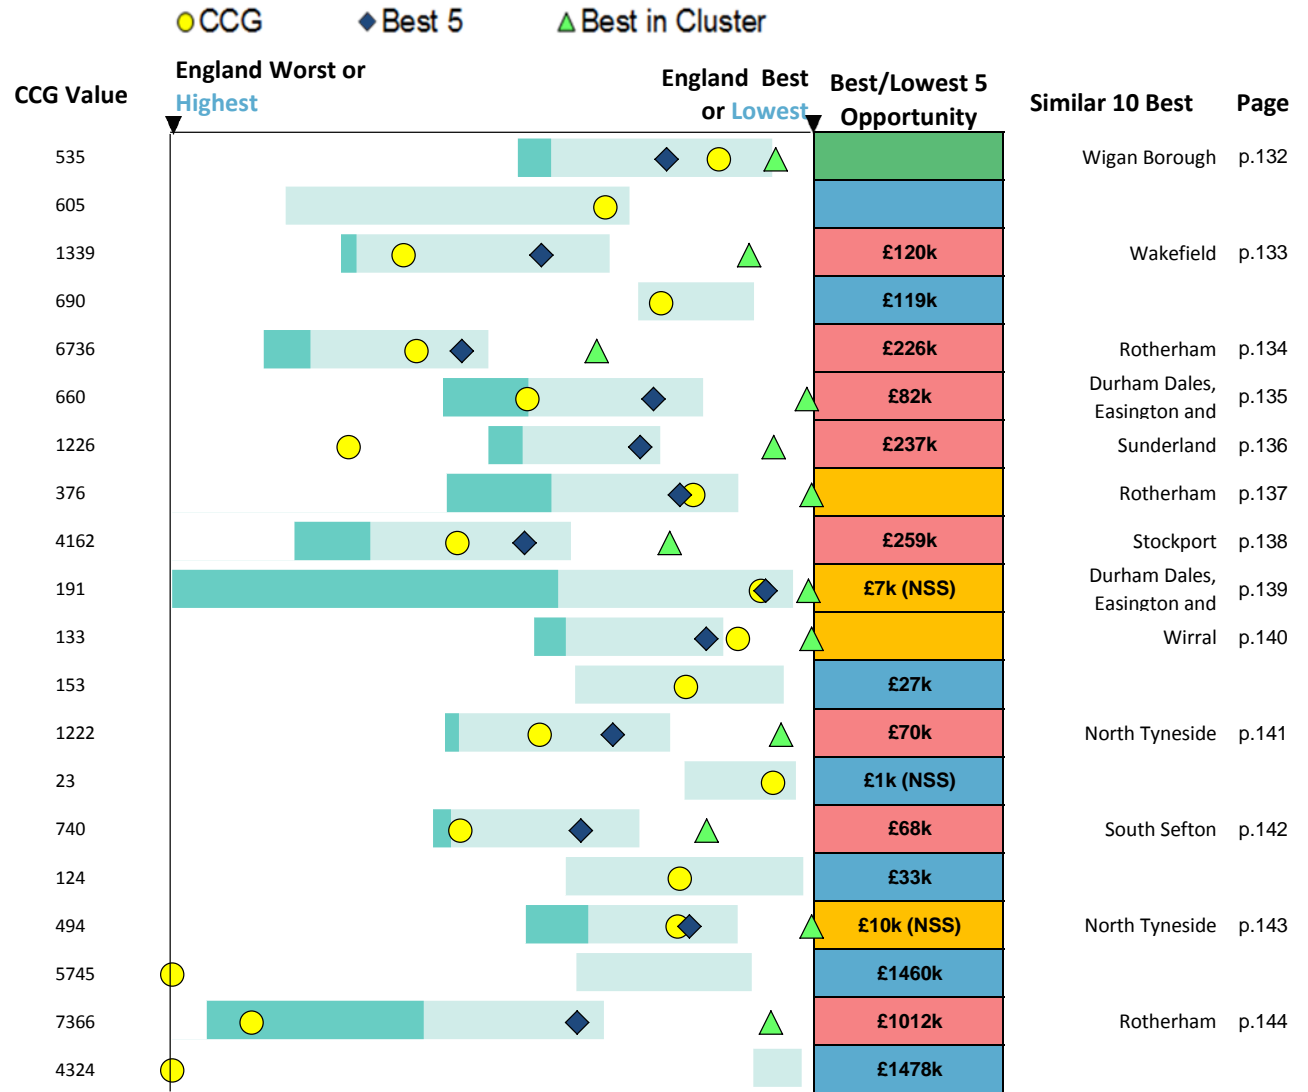 CCG Best 5 Best in Cluster
CCG Value England Worst or Highest England Best or Lowest Best/Lowest 5 Opportunity Similar 10 Best Page
535 Wigan Borough p.132
605
1339 £120k Wakefield p.133
690 £119k
6736 £226k Rotherham p.134
660 £82k Durham Dales, Easington and p.135
1226 £237k Sunderland p.136
376 Rotherham p.137
4162 £259k Stockport p.138
191 £7k (NSS) Durham Dales, Easington and p.139
133 Wirral p.140
153 £27k
1222 £70k North Tyneside p.141
23 £1k (NSS)
740 £68k South Sefton p.142
124 £33k
494 £10k (NSS) North Tyneside p.143
5745 £1460k
7366 £1012k Rotherham p.144
4324 £1478k